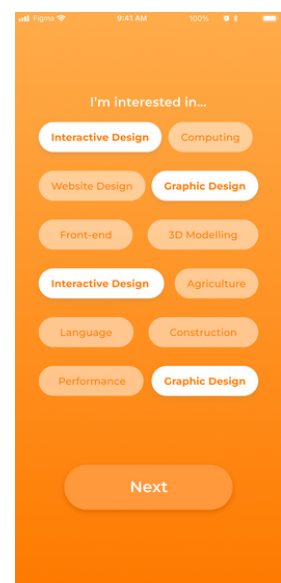 Figma 9:41 AM 100%
I'm interested in...
Interactive Design Computing
Website Design Graphic Design
Front-end 3D Modelling
Interactive Design Agriculture
Language Construction
Performance Graphic Design
Next